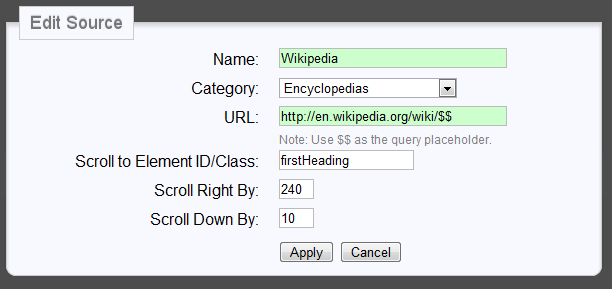 Edit Source
Name: Wikipedia
Category: Encyclopedias
URL: http://en.wikipedia.org/wiki/$$
Note: Use $$ as the query placeholder.
Scroll to Element ID/Class: firstHeading
Scroll Right By: 240
Scroll Down By: 10
Apply Cancel